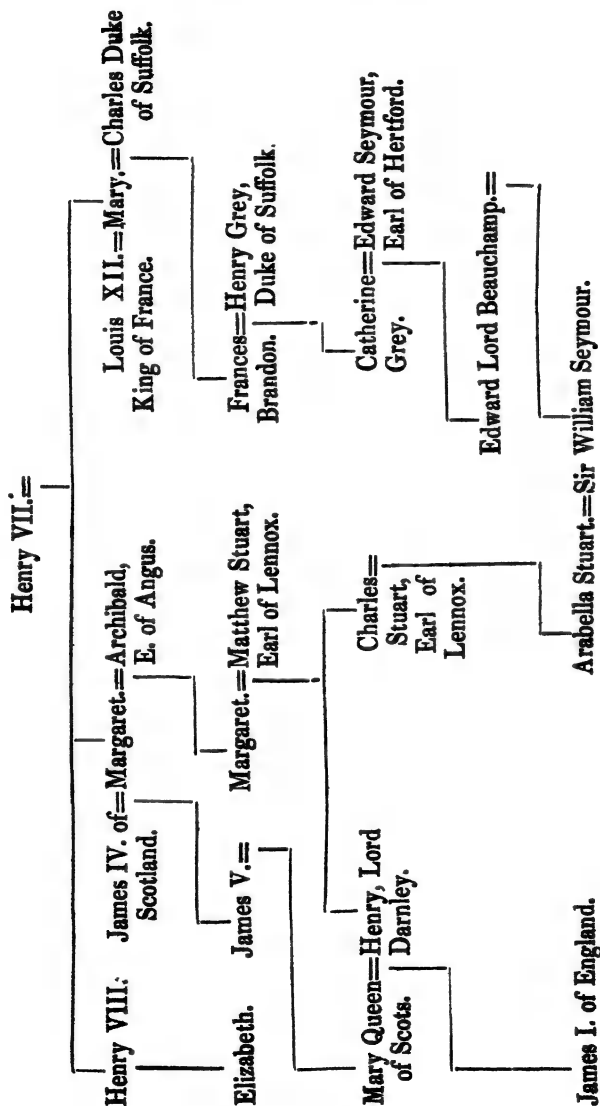 Henry VII.=
Henry VIII. James IV. of=Margaret.=Archibald, Louis XII.=Mary.=Charles Duke
Scotland. E. of Angus. King of France. of Suffolk.
Elizabeth. James V.= Margaret.=Matthew Stuart, Frances=Henry Grey,
Earl of Lennox. Brandon. Duke of Suffolk.
Mary Queen=Henry, Lord Charles= Catherine=Edward Seymour,
of Scots. Darnley. Stuart, Grey. Earl of Hertford.
Earl of
Lennox.
Edward Lord Beauchamp.=
James I. of England. Arabella Stuart.=Sir William Seymour.